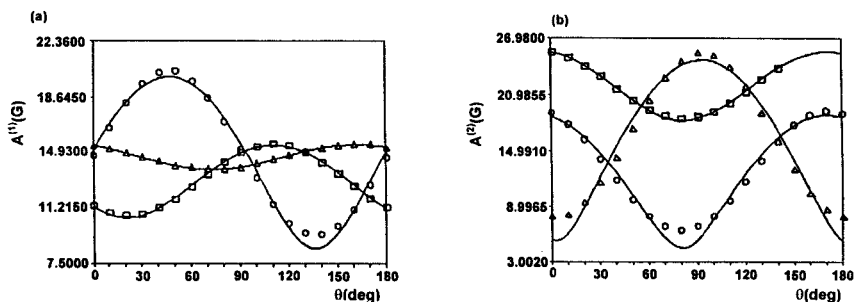 (a)
22.3600
18.6450
14.9300
11.2150
7.5000
A(1)(G)
0 30 60 90 120 150 180
θ(deg)
(b)
26.9800
20.9855
14.9910
8.9965
3.0020
A(2)(G)
0 30 60 90 120 150 180
θ(deg)